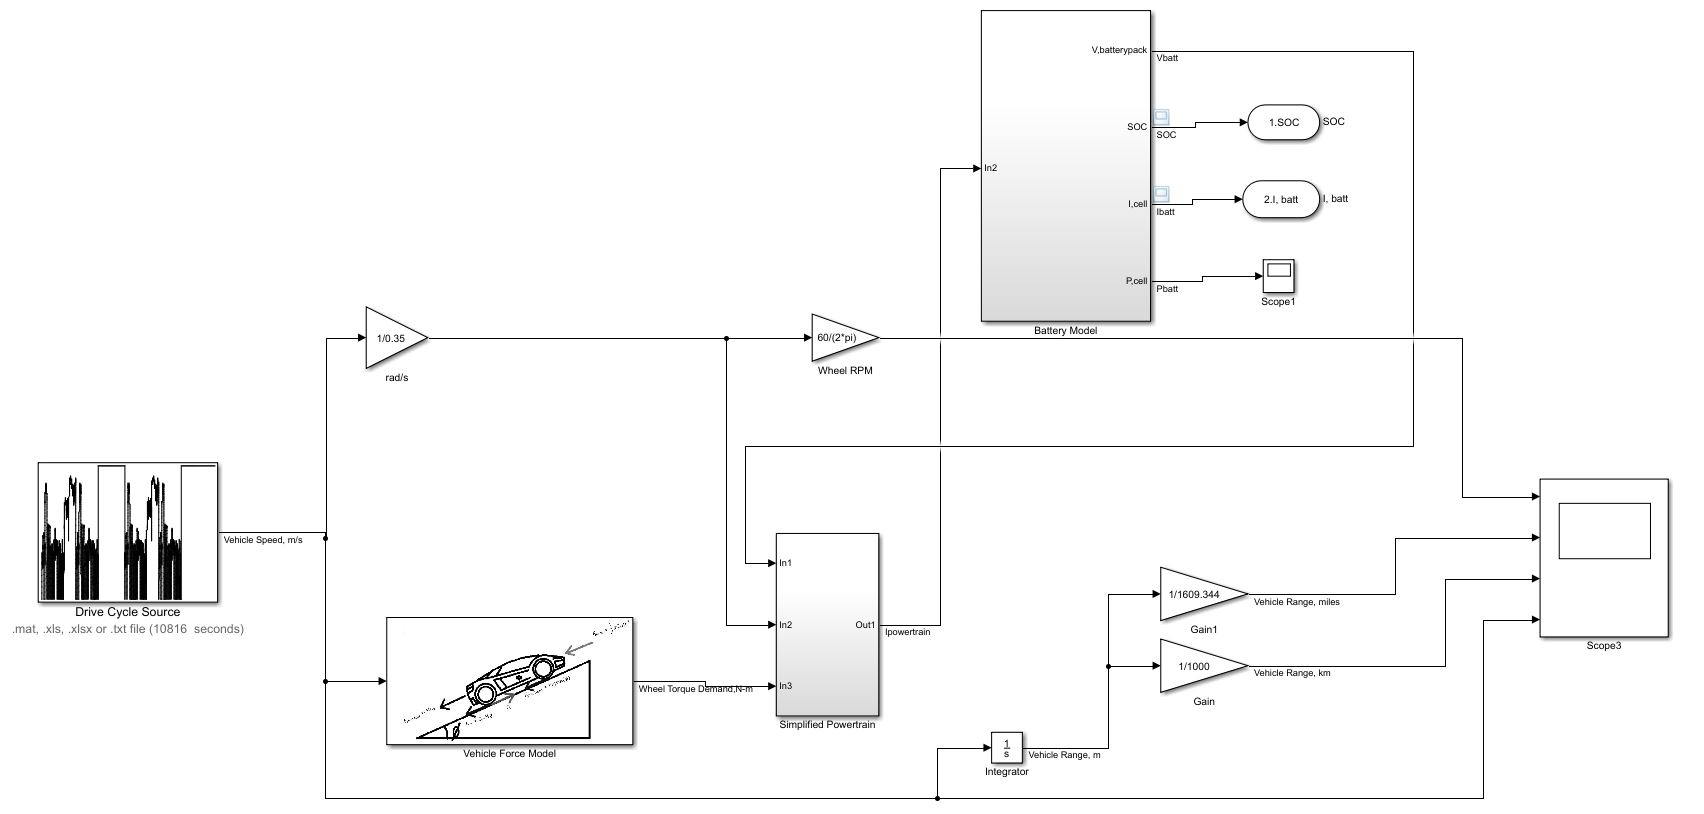 V,batterypack
Vbatt
SOC
SOC
1.SOC
SOC
In2
I,cell
Ibatt
2.I, batt
I, batt
P,cell
Pbatt
Scope1
Battery Model
1/0.35
rad/s
60/(2*pi)
Wheel RPM
Vehicle Speed, m/s
Drive Cycle Source
.mat, .xls, .xlsx or .txt file (10816 seconds)
In1
In2
Out1
Ipowertrain
In3
Wheel Torque Demand,N-m
Simplified Powertrain
Vehicle Force Model
1/1609.344
Vehicle Range, miles
Gain1
1/1000
Vehicle Range, km
Gain
Scope3
1
s
Vehicle Range, m
Integrator